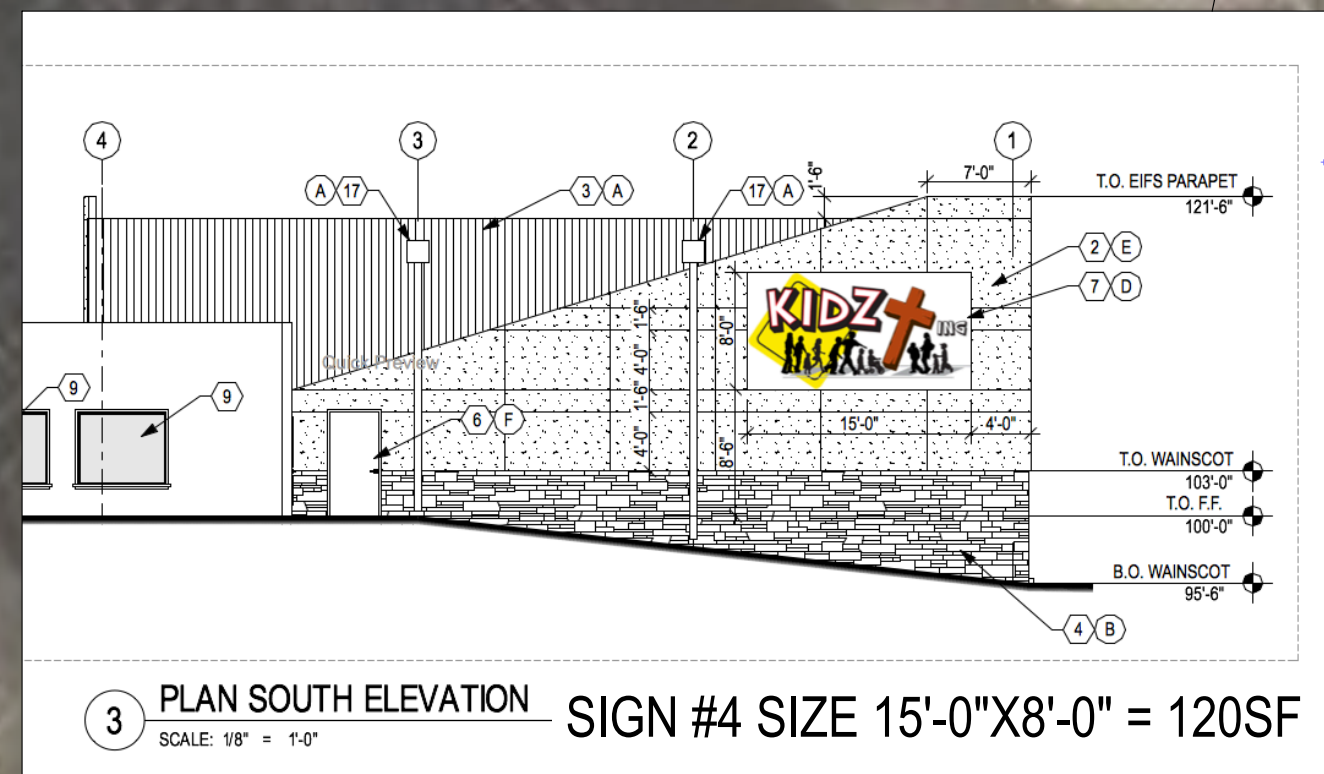 4
3
2
1
A 17
3 A
17 A
1'-6"
7'-0"
T.O. EIFS PARAPET
121'-6"
2 E
7 D
KIDZ
ING
1'-6"
8'-0"
Quick Preview
4'-0"
9
9
1'-6"
6 F
15'-0"
4'-0"
4'-0"
8'-6"
T.O. WAINSCOT
103'-0"
T.O. F.F.
100'-0"
B.O. WAINSCOT
95'-6"
4 B
3
PLAN SOUTH ELEVATION
SCALE: 1/8" = 1'-0"
SIGN #4 SIZE 15'-0"X8'-0" = 120SF